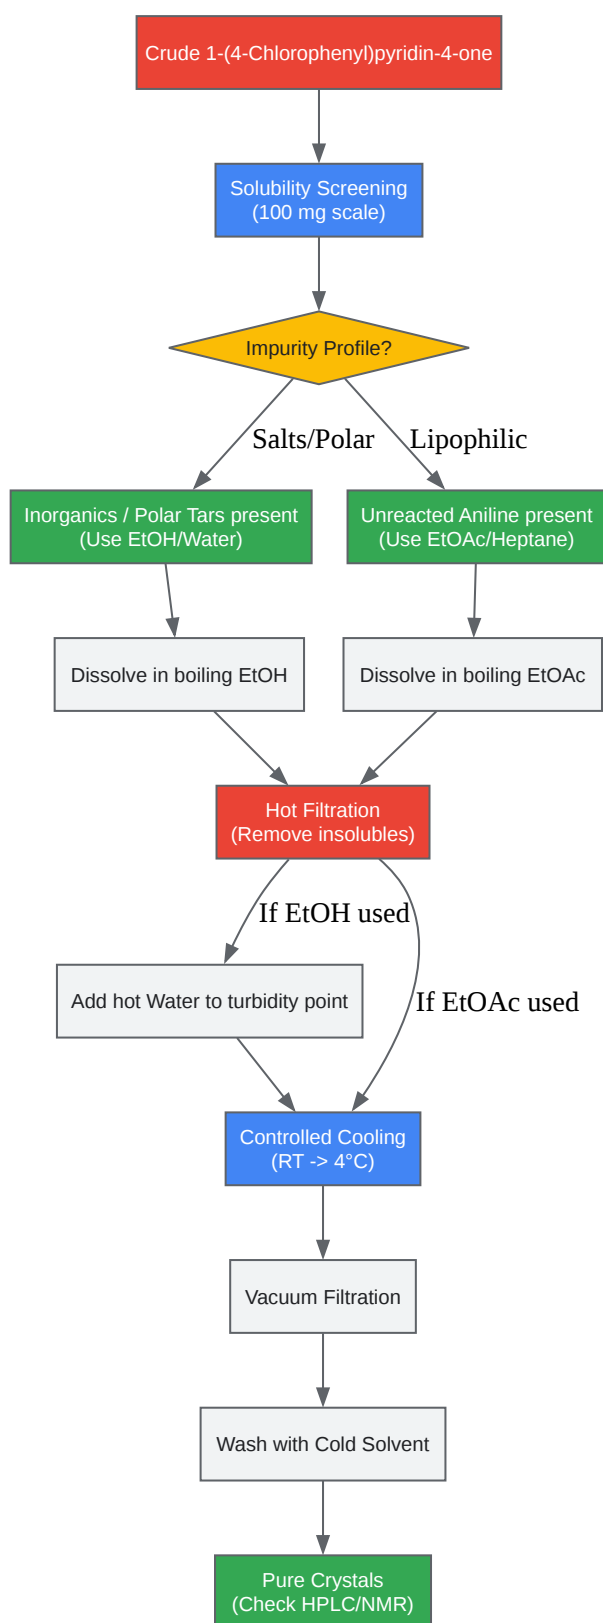 Crude 1-(4-Chlorophenyl)pyridin-4-one
Solubility Screening
(100 mg scale)
Impurity Profile?
Salts/Polar
Lipophilic
Inorganics / Polar Tars present
(Use EtOH/Water)
Unreacted Aniline present
(Use EtOAc/Heptane)
Dissolve in boiling EtOH
Dissolve in boiling EtOAc
Hot Filtration
(Remove insolubles)
If EtOH used
Add hot Water to turbidity point
If EtOAc used
Controlled Cooling
(RT -> 4°C)
Vacuum Filtration
Wash with Cold Solvent
Pure Crystals
(Check HPLC/NMR)